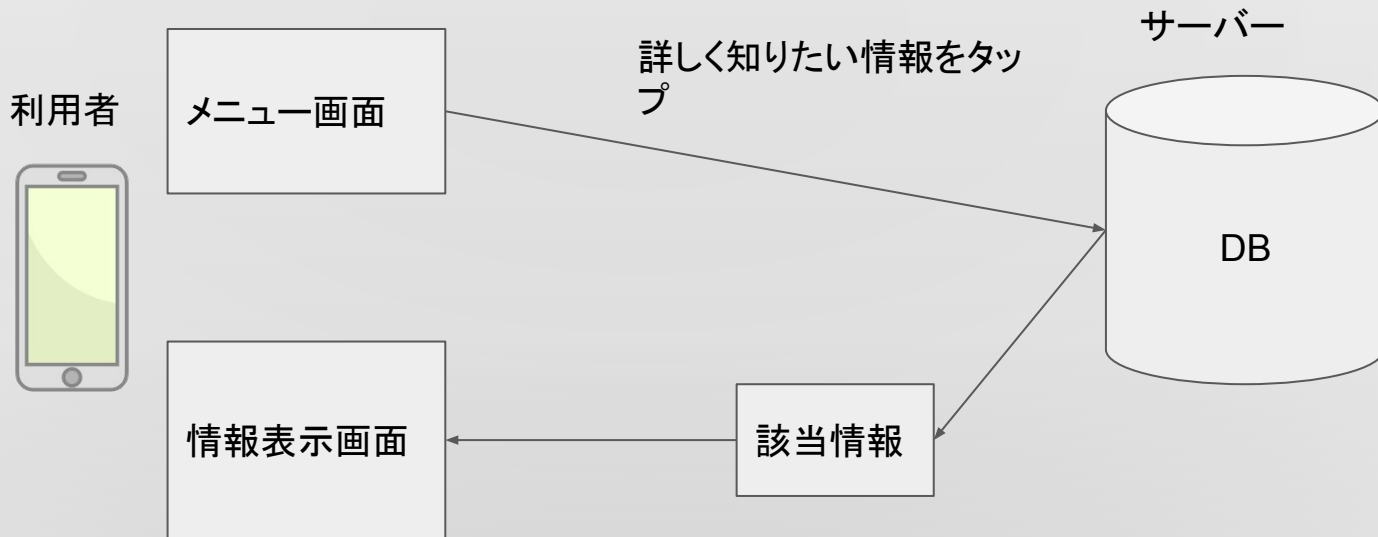 サーバー
詳しく知りたい情報をタッ
プ
利用者
メニュー画面
DB
情報表示画面
該当情報